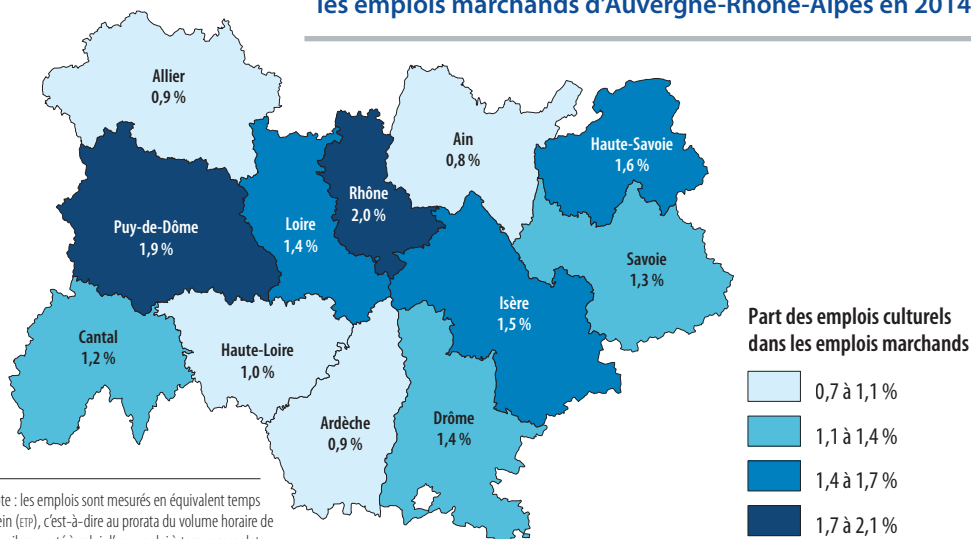 les emplois marchands d'Auvergne-Rhône-Alpes en 2014
Allier
0,9 %
Ain
0,8 %
Haute-Savoie
1,6 %
Rhône
2,0 %
Puy-de-Dôme
1,9 %
Loire
1,4 %
Savoie
1,3 %
Isère
1,5 %
Cantal
1,2 %
Haute-Loire
1,0 %
Ardèche
0,9 %
Drôme
1,4 %
Part des emplois culturels
dans les emplois marchands
0,7 à 1,1 %
1,1 à 1,4 %
1,4 à 1,7 %
1,7 à 2,1 %
te : les emplois sont mesurés en équivalent temps
ein (ETP), c'est-à-dire au prorata du volume horaire de